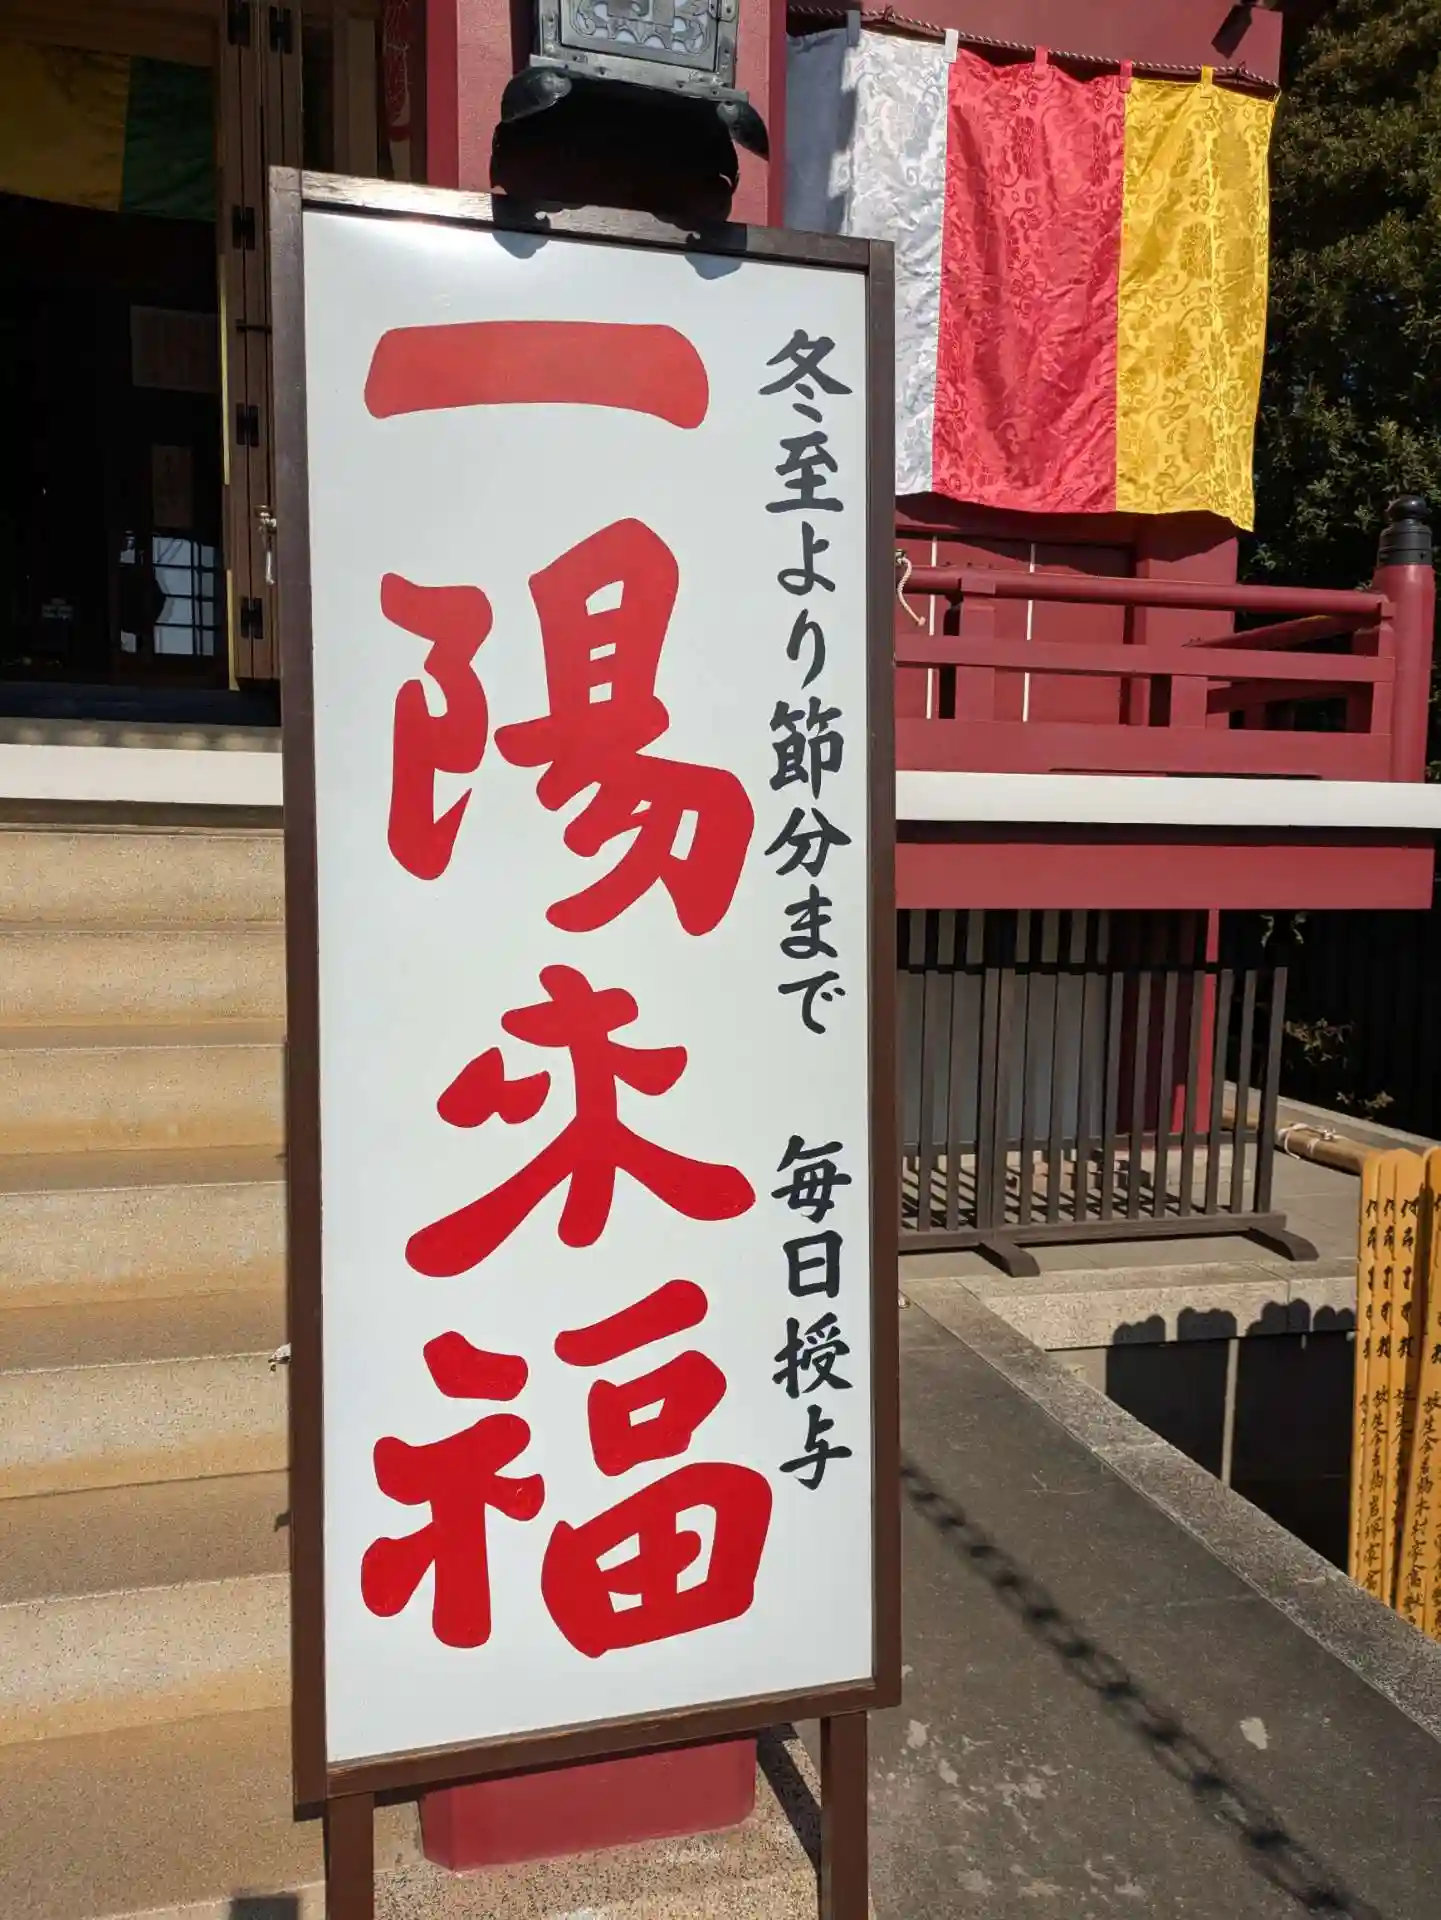 冬至より節分まで　毎日授与
一陽来福